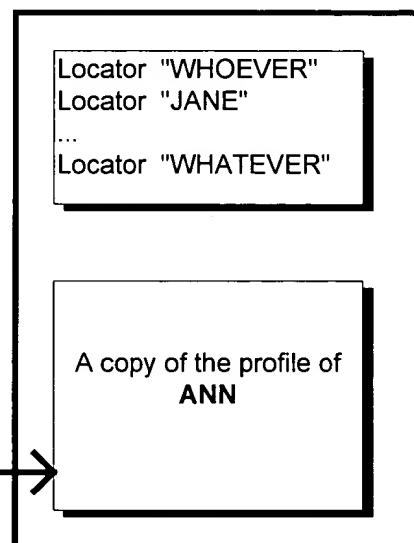 Locator "WHOEVER"
Locator "JANE"
...
Locator "WHATEVER"
A copy of the profile of
ANN